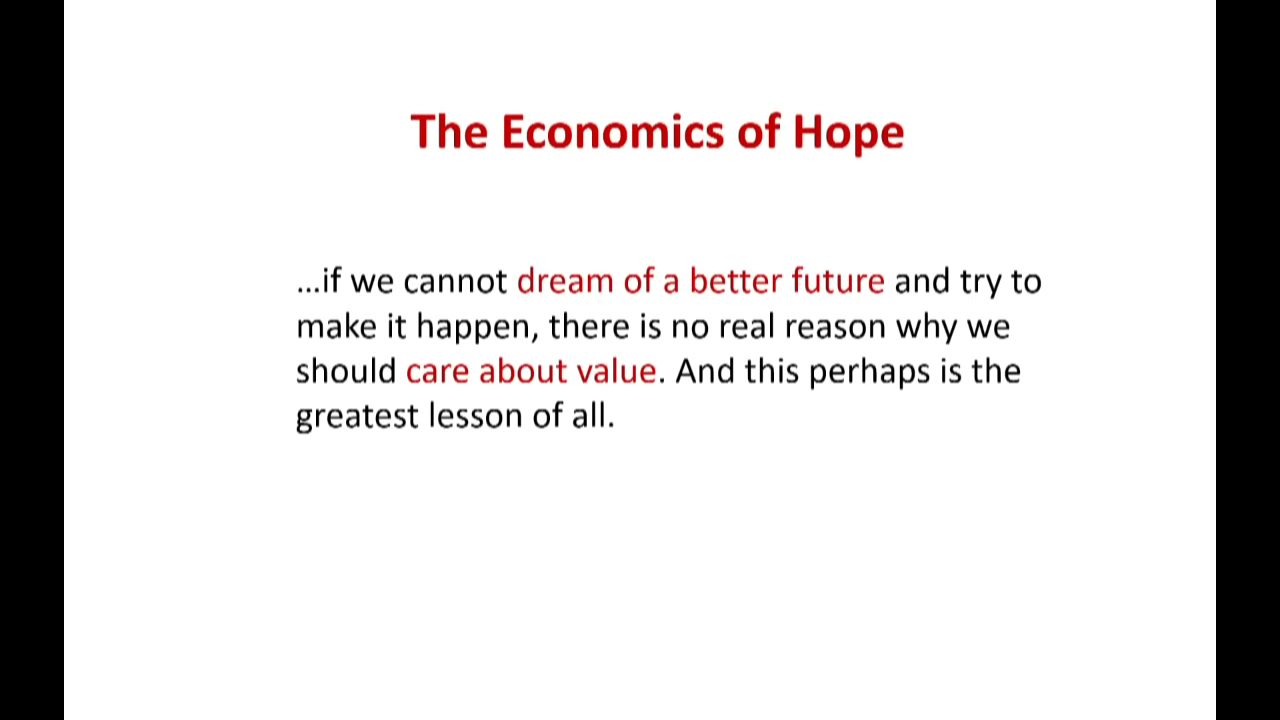 The Economics of Hope
...if we cannot dream of a better future and try to
make it happen, there is no real reason why we
should care about value. And this perhaps is the
greatest lesson of all.